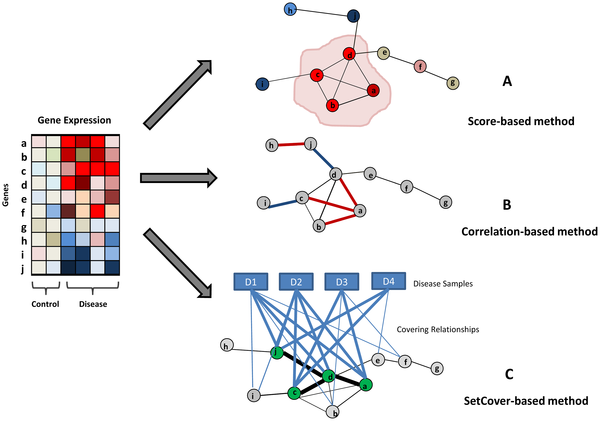 Gene Expression
Genes
a
b
c
d
e
f
g
h
i
j
Control
Disease
h
j
d
e
f
g
c
a
b
i
A
Score-based method
h
j
d
e
f
g
c
i
a
b
B
Correlation-based method
D1
D2
D3
D4
Disease Samples
Covering Relationships
h
j
e
f
g
d
a
c
i
b
C
SetCover-based method